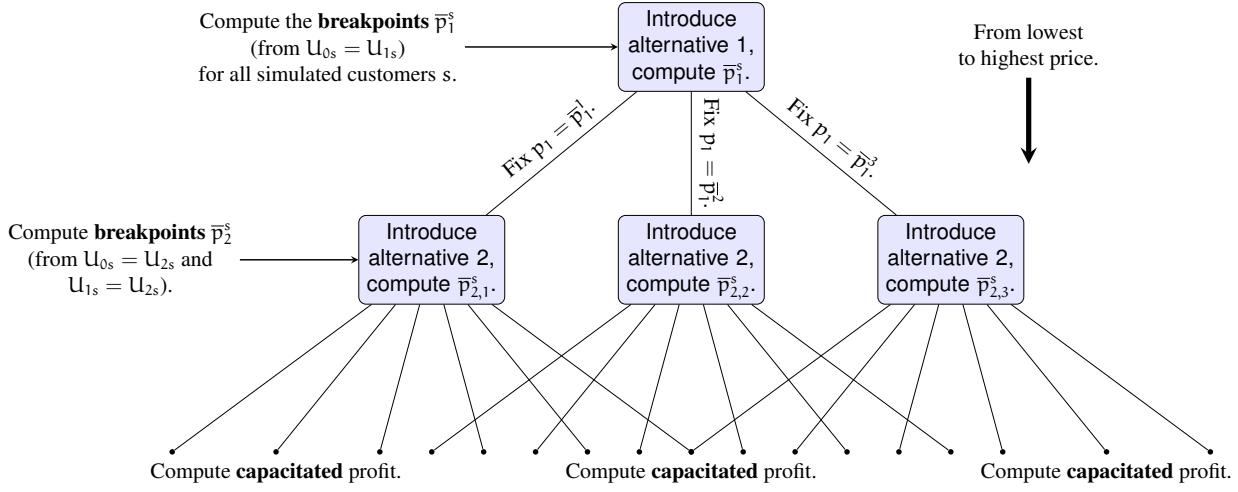 Compute the breakpoints p̅₁ˢ
(from U₀ₛ = U₁ₛ)
for all simulated customers s.
Introduce
alternative 1,
compute p̅₁ˢ.
From lowest
to highest price.
Fix p₁ = p̅₁¹.
Fix p₁ = p̅₁².
Fix p₁ = p̅₁³.
Compute breakpoints p̅₂ˢ
(from U₀ₛ = U₂ₛ and
U₁ₛ = U₂ₛ).
Introduce
alternative 2,
compute p̅ˢ₂,₁.
Introduce
alternative 2,
compute p̅ˢ₂,₂.
Introduce
alternative 2,
compute p̅ˢ₂,₃.
Compute capacitated profit.
Compute capacitated profit.
Compute capacitated profit.